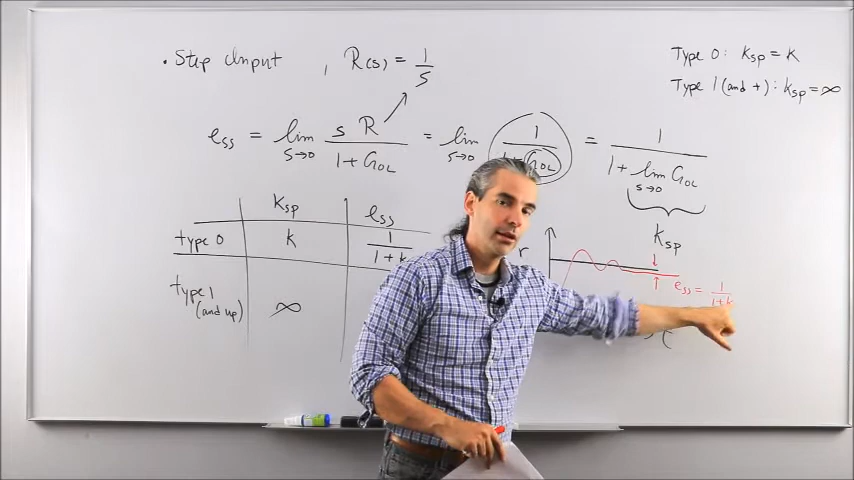 • Step Input , R(s) = 1/s
Type 0: Ksp = K
Type 1 (and +): Ksp = ∞
ess = lim s→0 sR/(1 + GOL) = lim s→0 1/(1 + GOL) = 1/(1 + lim s→0 GOL)
Ksp
Ksp ess
type 0 K 1/(1+K)
type 1 (and up) ∞
r
ess = 1/(1+K)